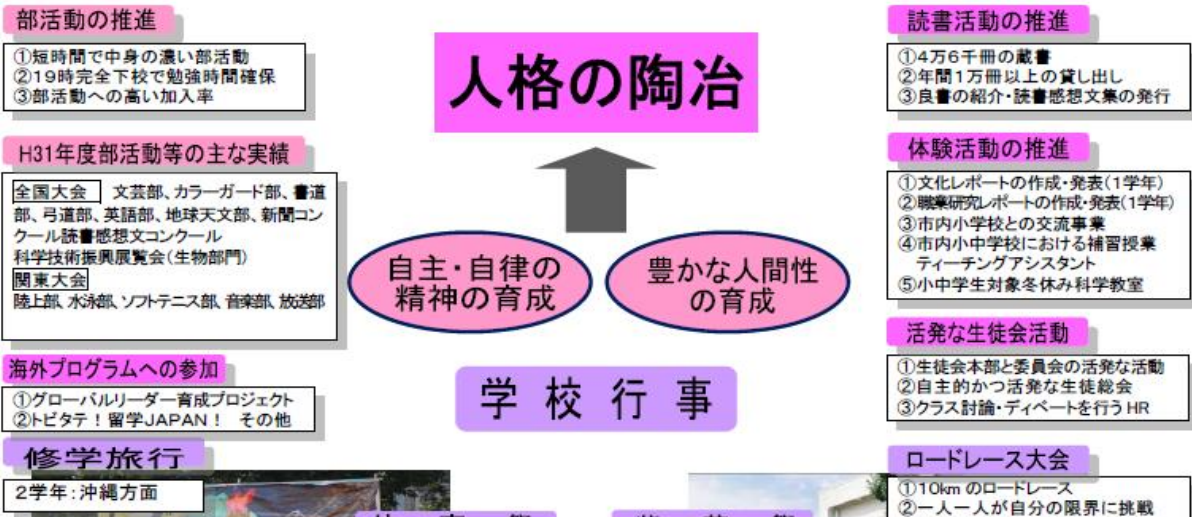 部活動の推進
①短時間で中身の濃い部活動
②19時完全下校で勉強時間確保
③部活動への高い加入率
H31年度部活動等の主な実績
全国大会 文芸部、カラーガード部、書道
部、弓道部、英語部、地球天文部、新聞コン
クール読書感想文コンクール
科学技術振興展覧会(生物部門)
関東大会
陸上部、水泳部、ソフトテニス部、音楽部、放送部
海外プログラムへの参加
①グローバルリーダー育成プロジェクト
②トビタテ!留学JAPAN! その他
修学旅行
2学年:沖縄方面
人格の陶冶
自主・自律の
精神の育成
豊かな人間性
の育成
学校行事
読書活動の推進
①4万6千冊の蔵書
②年間1万冊以上の貸し出し
③良書の紹介・読書感想文集の発行
体験活動の推進
①文化レポートの作成・発表(1学年)
②職業研究レポートの作成・発表(1学年)
③市内小学校との交流事業
④市内小中学校における補習授業
ティーチングアシスタント
⑤小中学生対象冬休み科学教室
活発な生徒会活動
①生徒会本部と委員会の活発な活動
②自主的かつ活発な生徒総会
③クラス討論・ディベートを行うHR
ロードレース大会
①10kmのロードレース
②一人一人が自分の限界に挑戦